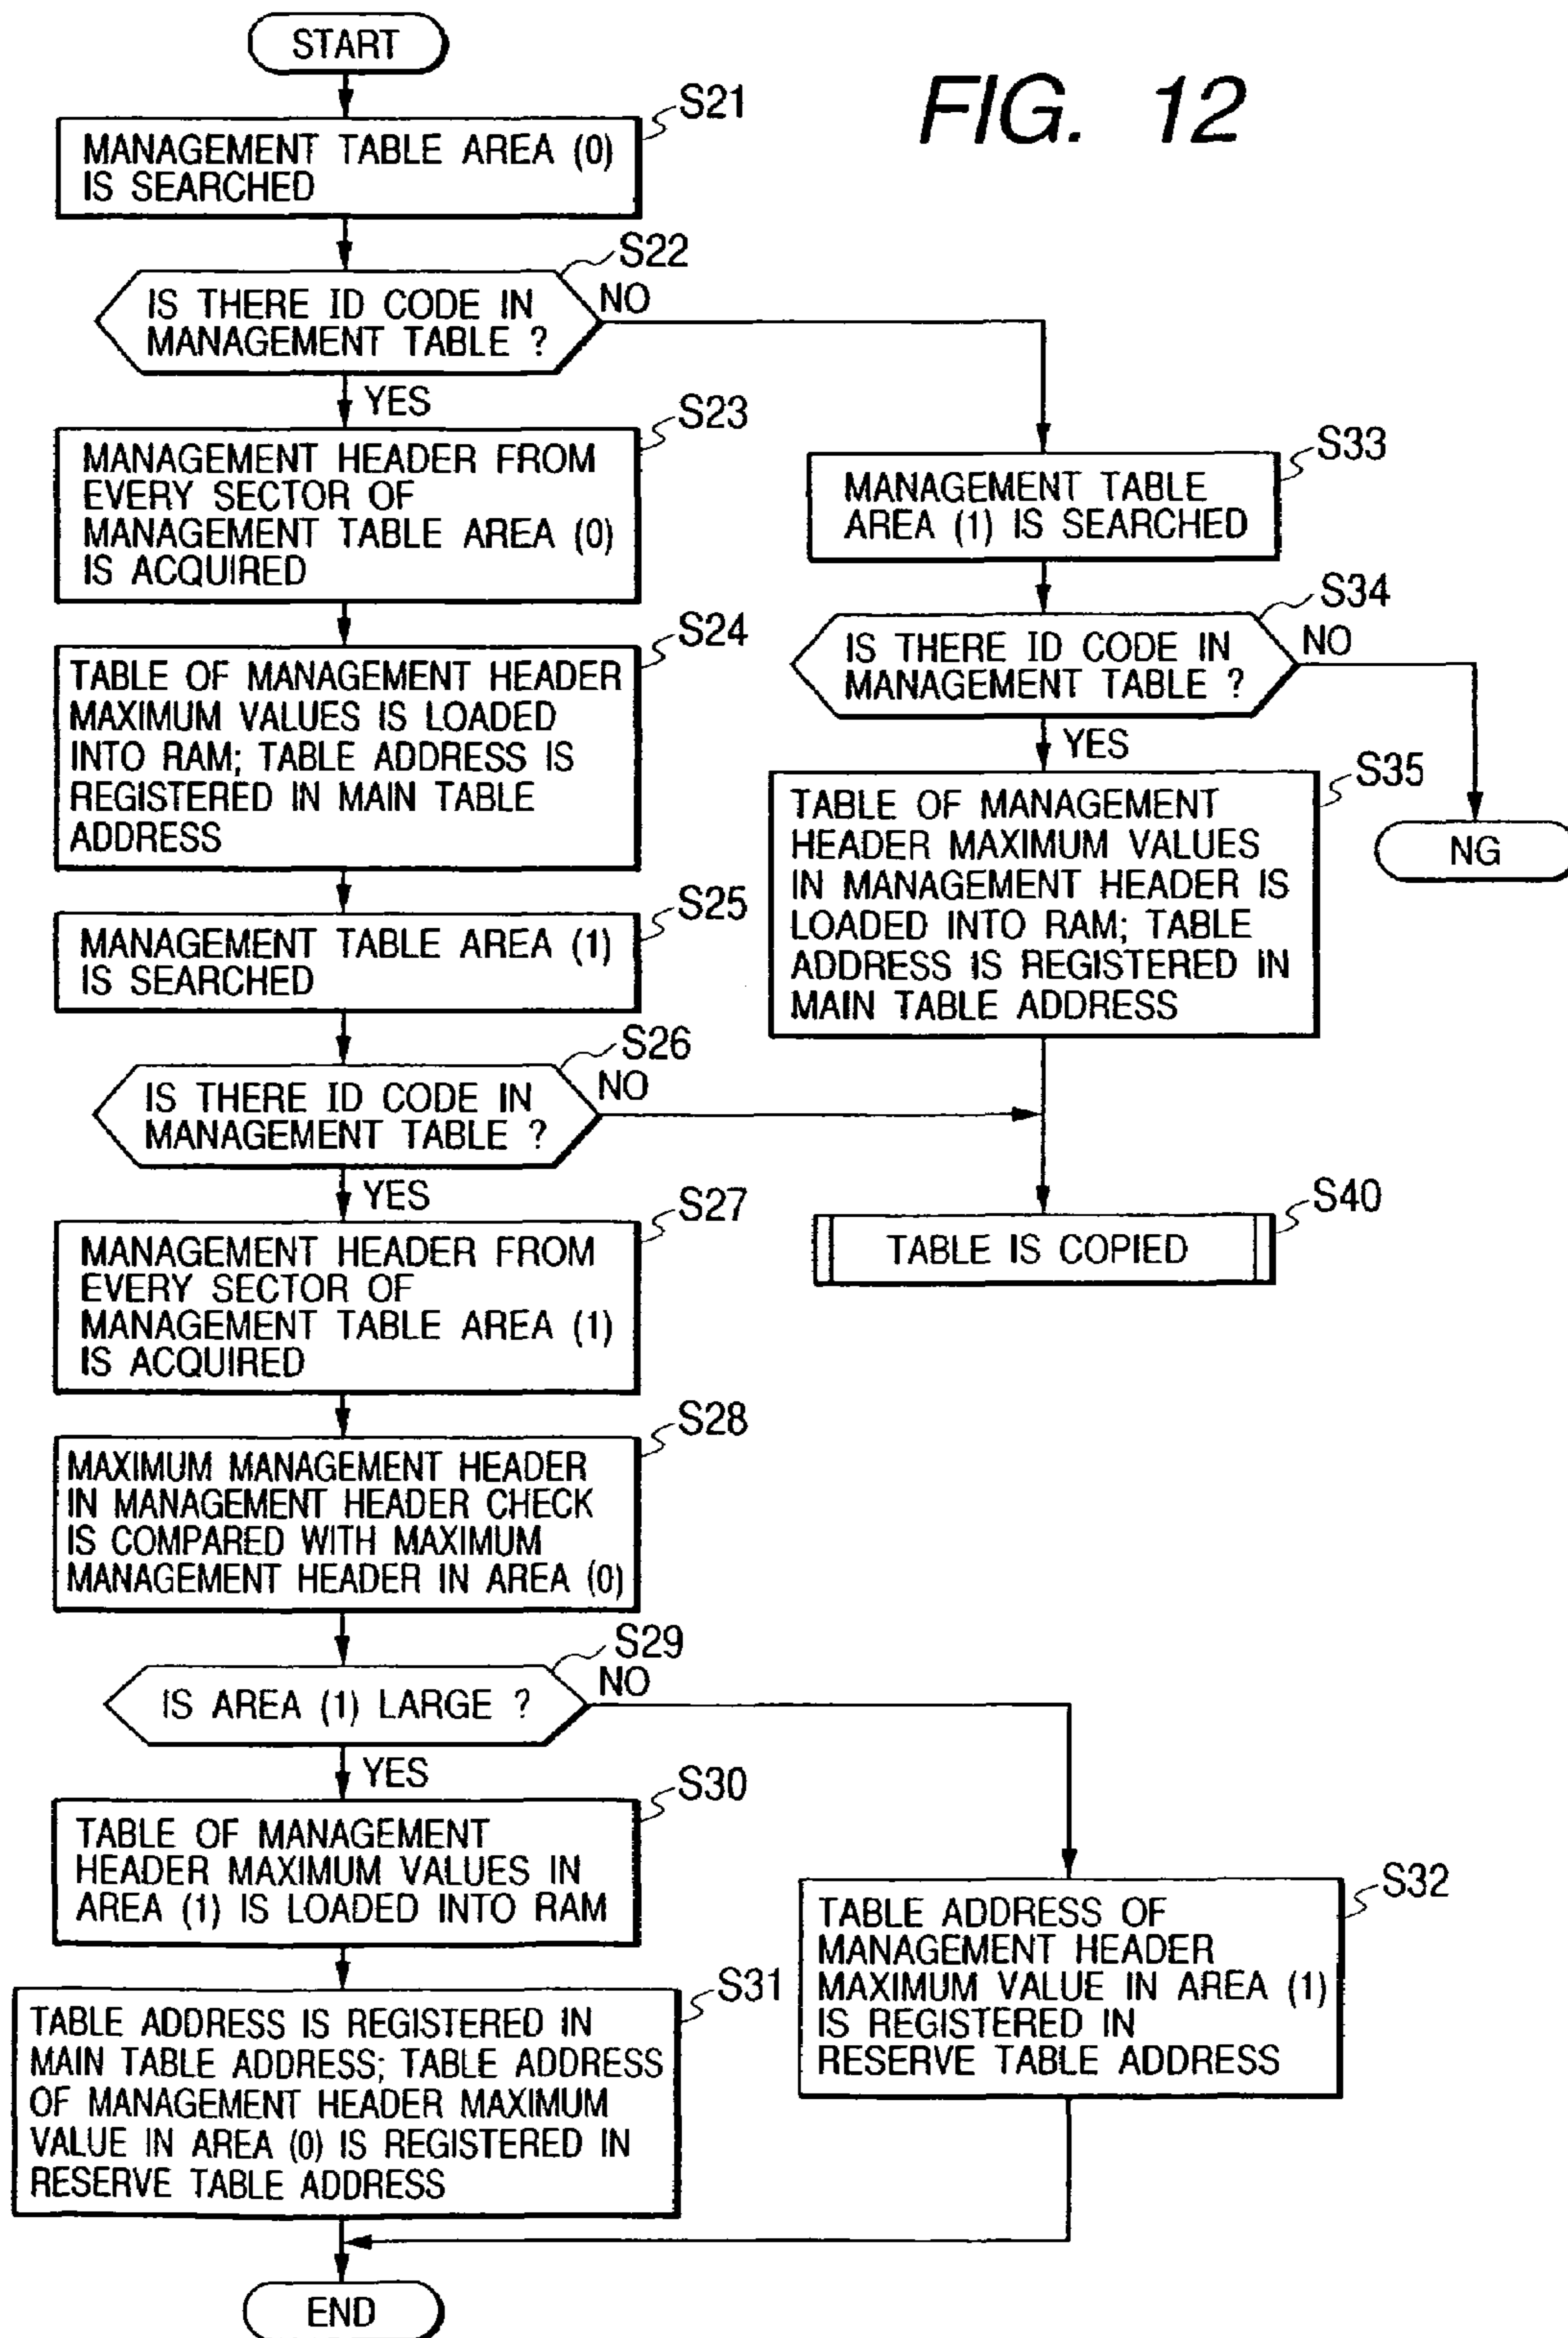 START
FIG. 12
S21
MANAGEMENT TABLE AREA (0)
IS SEARCHED
S22
IS THERE ID CODE IN
MANAGEMENT TABLE ?
NO
YES
S23
MANAGEMENT HEADER FROM
EVERY SECTOR OF
MANAGEMENT TABLE AREA (0)
IS ACQUIRED
S24
TABLE OF MANAGEMENT HEADER
MAXIMUM VALUES IS LOADED
INTO RAM; TABLE ADDRESS IS
REGISTERED IN MAIN TABLE
ADDRESS
S25
MANAGEMENT TABLE AREA (1)
IS SEARCHED
S26
IS THERE ID CODE IN
MANAGEMENT TABLE ?
NO
YES
S27
MANAGEMENT HEADER FROM
EVERY SECTOR OF
MANAGEMENT TABLE AREA (1)
IS ACQUIRED
S28
MAXIMUM MANAGEMENT HEADER
IN MANAGEMENT HEADER CHECK
IS COMPARED WITH MAXIMUM
MANAGEMENT HEADER IN AREA (0)
S29
IS AREA (1) LARGE ?
NO
YES
S30
TABLE OF MANAGEMENT
HEADER MAXIMUM VALUES IN
AREA (1) IS LOADED INTO RAM
S31
TABLE ADDRESS IS REGISTERED IN
MAIN TABLE ADDRESS; TABLE ADDRESS
OF MANAGEMENT HEADER MAXIMUM
VALUE IN AREA (0) IS REGISTERED IN
RESERVE TABLE ADDRESS
END
S33
MANAGEMENT TABLE
AREA (1) IS SEARCHED
S34
IS THERE ID CODE IN
MANAGEMENT TABLE ?
NO
YES
NG
S35
TABLE OF MANAGEMENT
HEADER MAXIMUM VALUES
IN MANAGEMENT HEADER IS
LOADED INTO RAM; TABLE
ADDRESS IS REGISTERED IN
MAIN TABLE ADDRESS
S40
TABLE IS COPIED
S32
TABLE ADDRESS OF
MANAGEMENT HEADER
MAXIMUM VALUE IN AREA (1)
IS REGISTERED IN
RESERVE TABLE ADDRESS